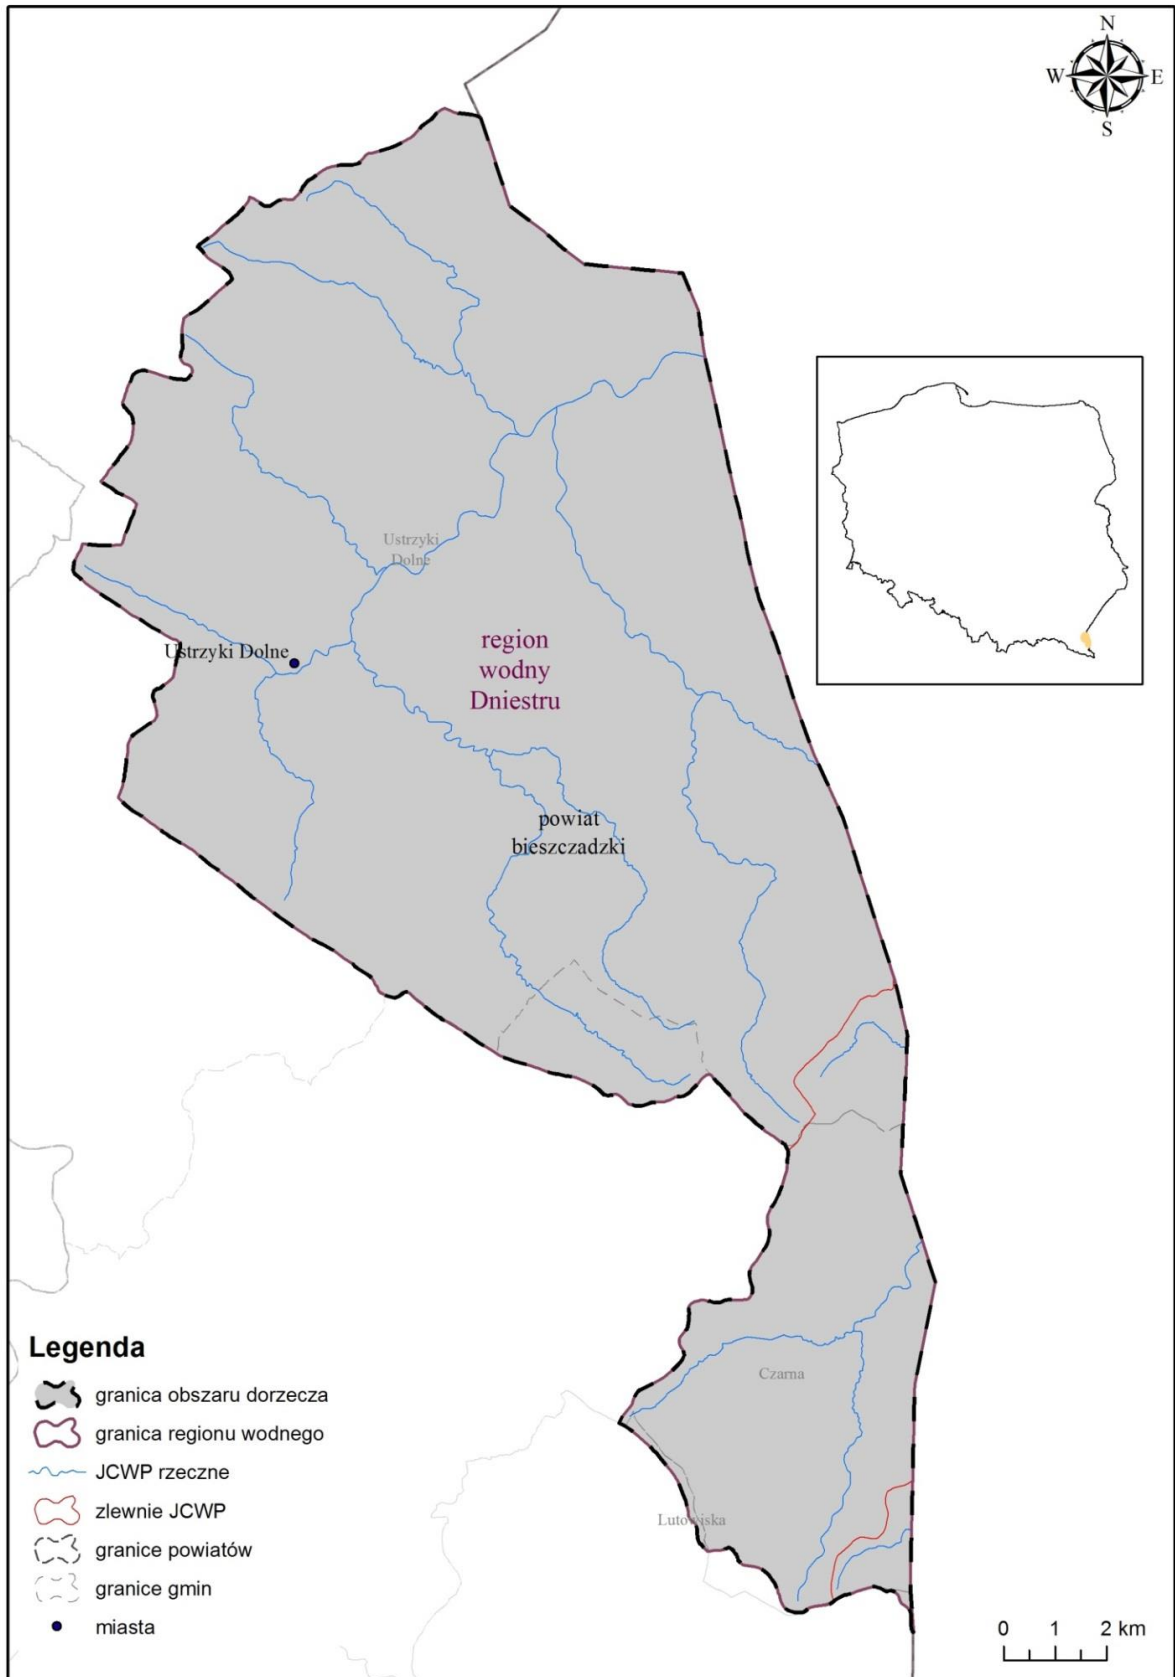 N
W E
S
Ustrzyki
Dolne
Ustrzyki Dolne
region
wodny
Dniestru
powiat
bieszczadzki
Czarna
Lutowiska
Legenda
granica obszaru dorzecza
granica regionu wodnego
JCWP rzeczne
zlewnie JCWP
granice powiatów
granice gmin
miasta
0 1 2 km